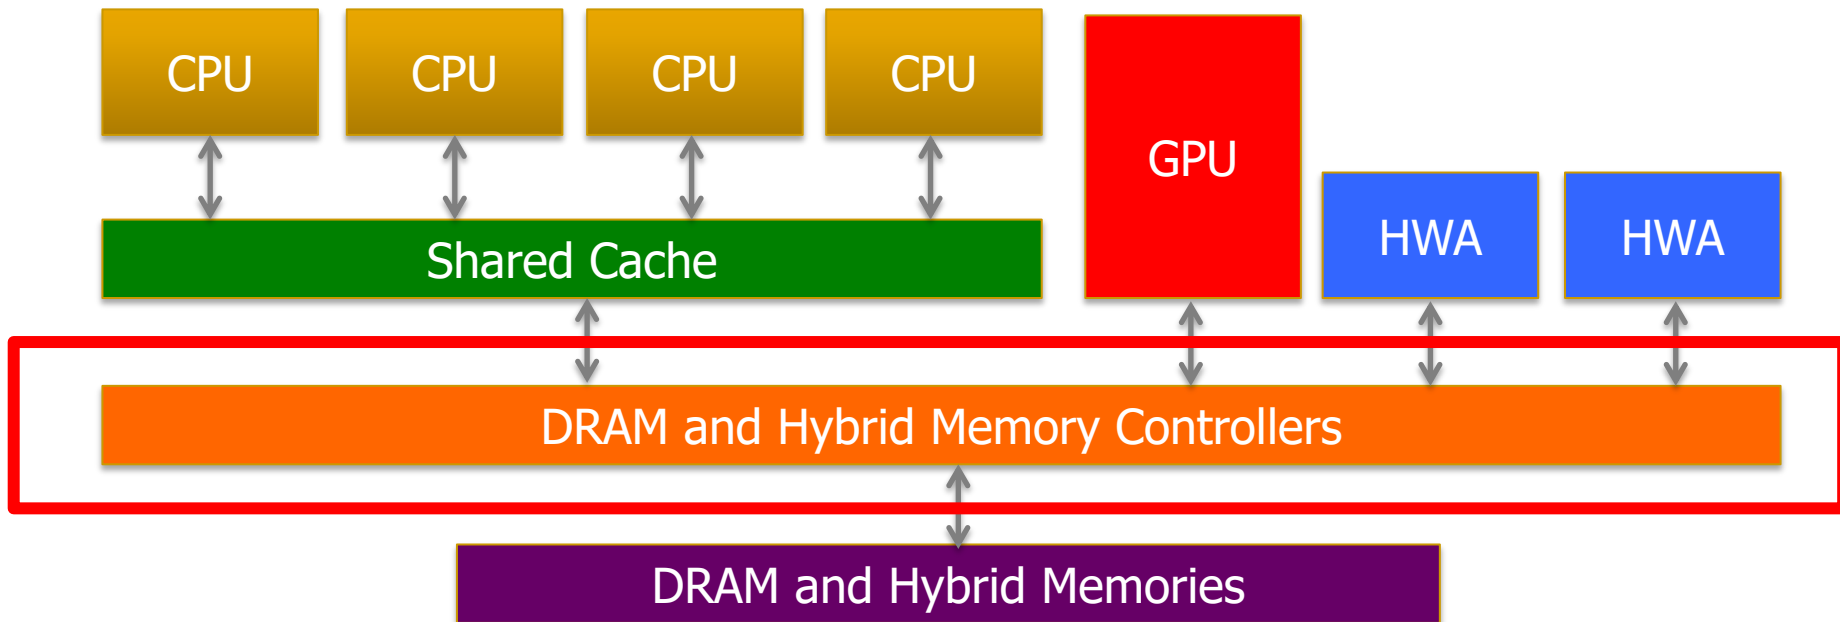 CPU
CPU
CPU
CPU
GPU
HWA
HWA
Shared Cache
DRAM and Hybrid Memory Controllers
DRAM and Hybrid Memories